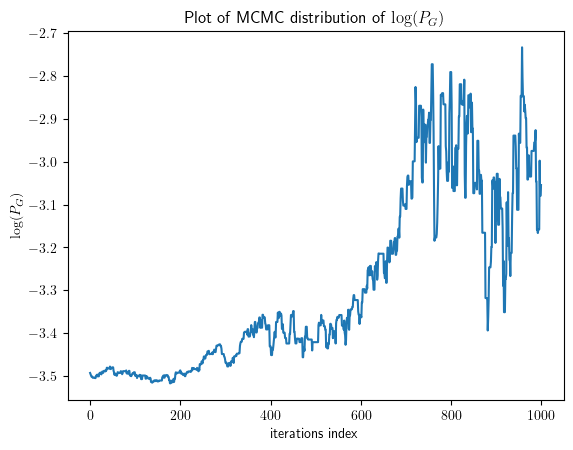 Plot of MCMC distribution of log(P_G)
−2.7
−2.8
−2.9
−3.0
−3.1
−3.2
−3.3
−3.4
−3.5
log(P_G)
0 200 400 600 800 1000
iterations index